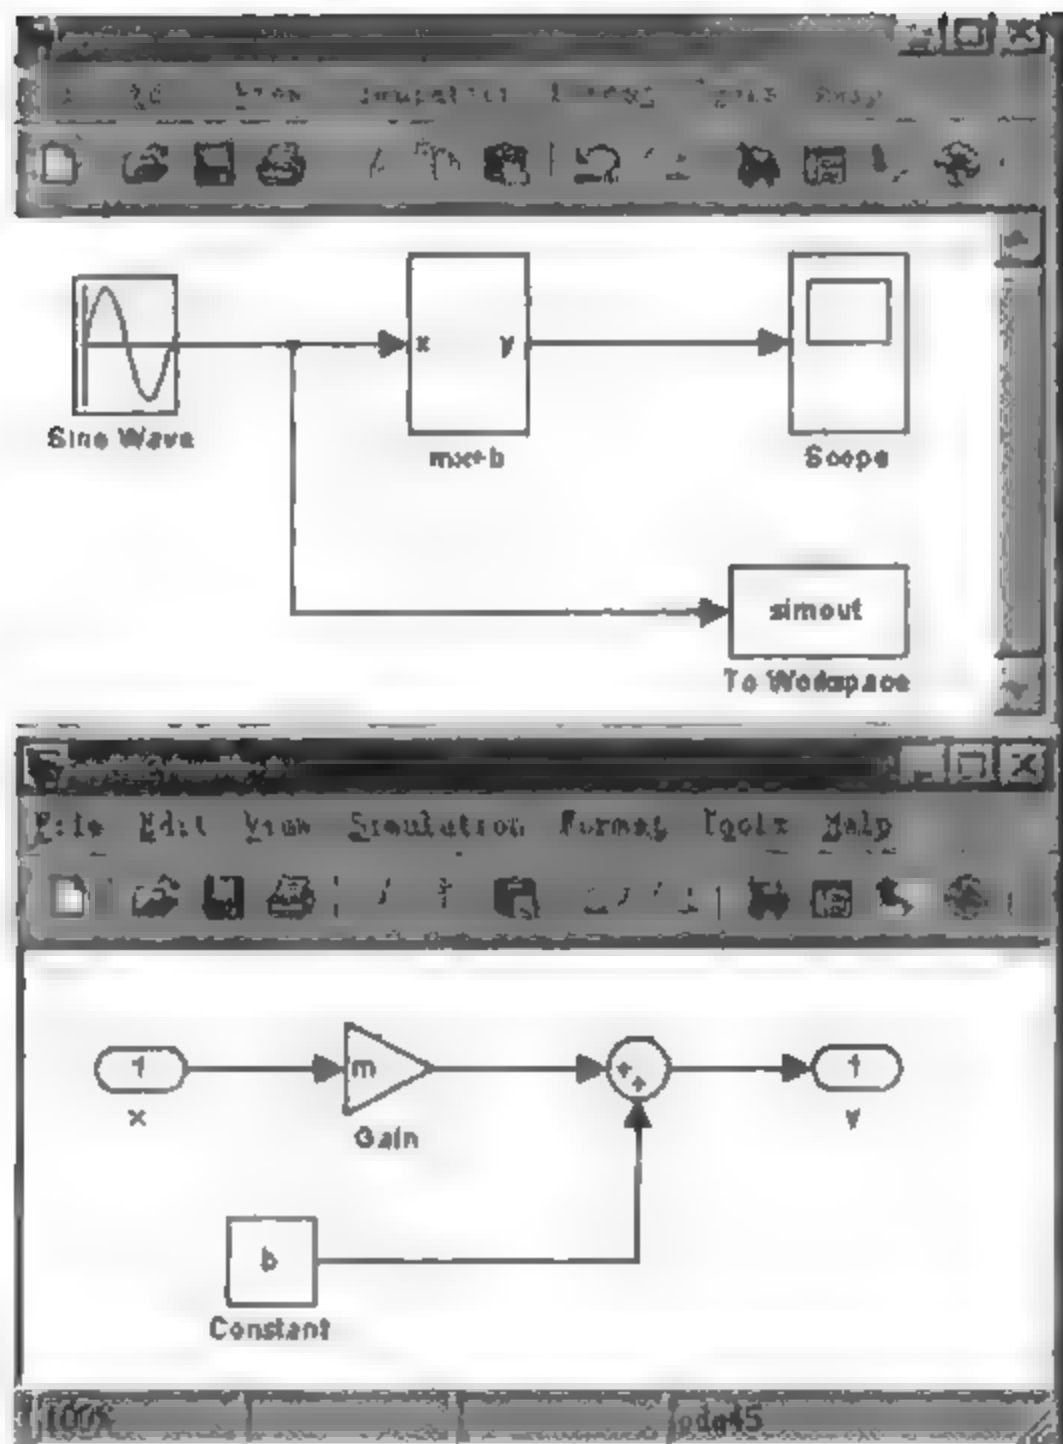 View
x y
Sine Wave
mx+b
Scope
simout
To Workspace
File Edit View Simulation Format Tools Help
1
m
+
+
1
x
y
Gain
b
Constant
100%
ode45